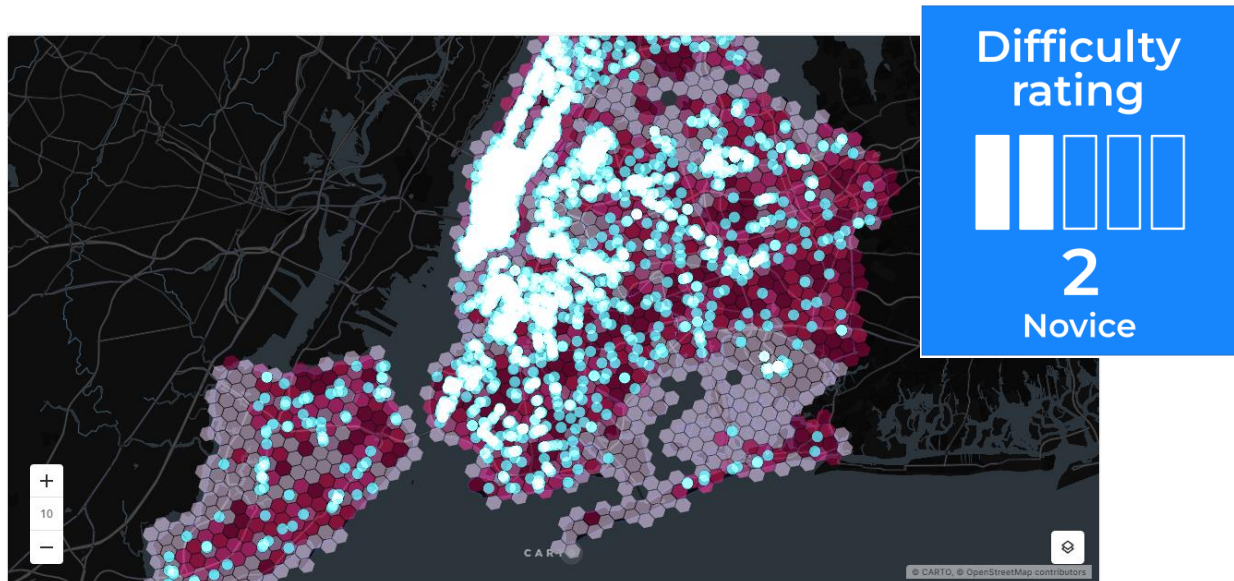 Difficulty
rating
2
Novice
+
10
−
CARTO
© CARTO, © OpenStreetMap contributors